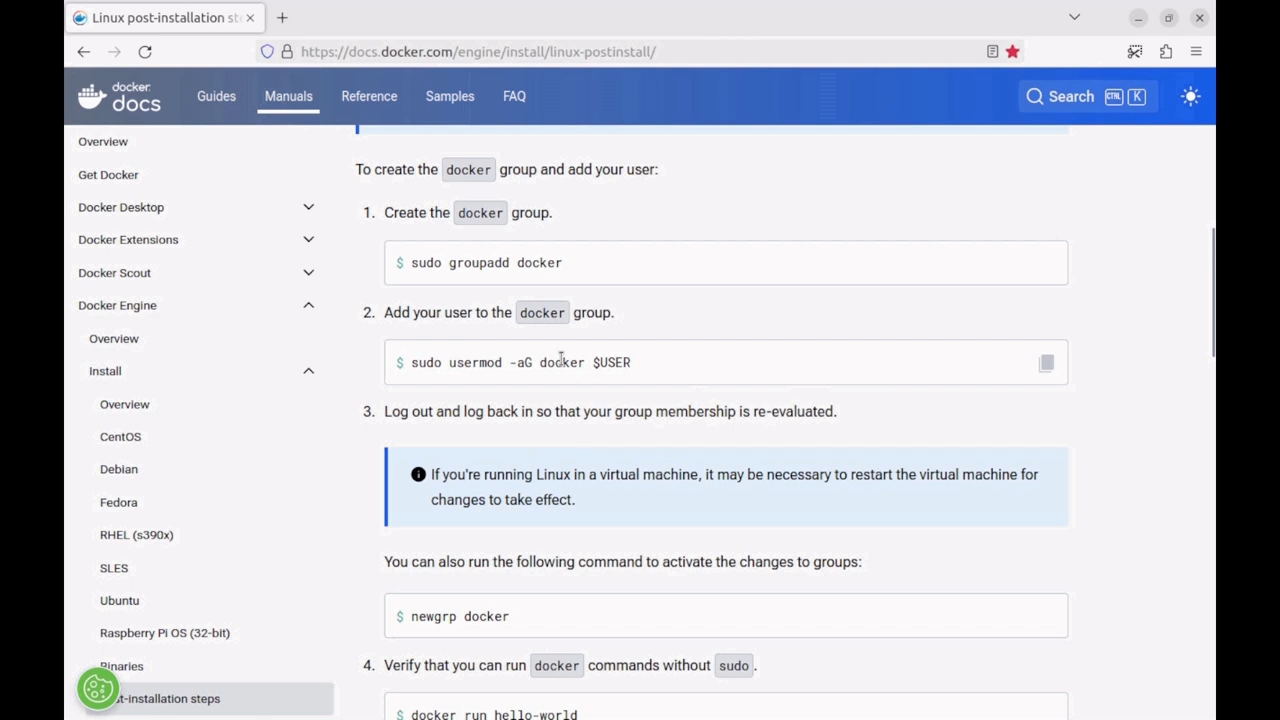 Linux post-installation st
https://docs.docker.com/engine/install/linux-postinstall/
docker
docs
Guides
Manuals
Reference
Samples
FAQ
Search CTRL K
Overview
Get Docker
Docker Desktop
Docker Extensions
Docker Scout
Docker Engine
Overview
Install
Overview
CentOS
Debian
Fedora
RHEL (s390x)
SLES
Ubuntu
Raspberry Pi OS (32-bit)
Binaries
st-installation steps
To create the docker group and add your user:
1. Create the docker group.
$ sudo groupadd docker
2. Add your user to the docker group.
$ sudo usermod -aG docker $USER
3. Log out and log back in so that your group membership is re-evaluated.
If you're running Linux in a virtual machine, it may be necessary to restart the virtual machine for
changes to take effect.
You can also run the following command to activate the changes to groups:
$ newgrp docker
4. Verify that you can run docker commands without sudo.
$ docker run hello-world